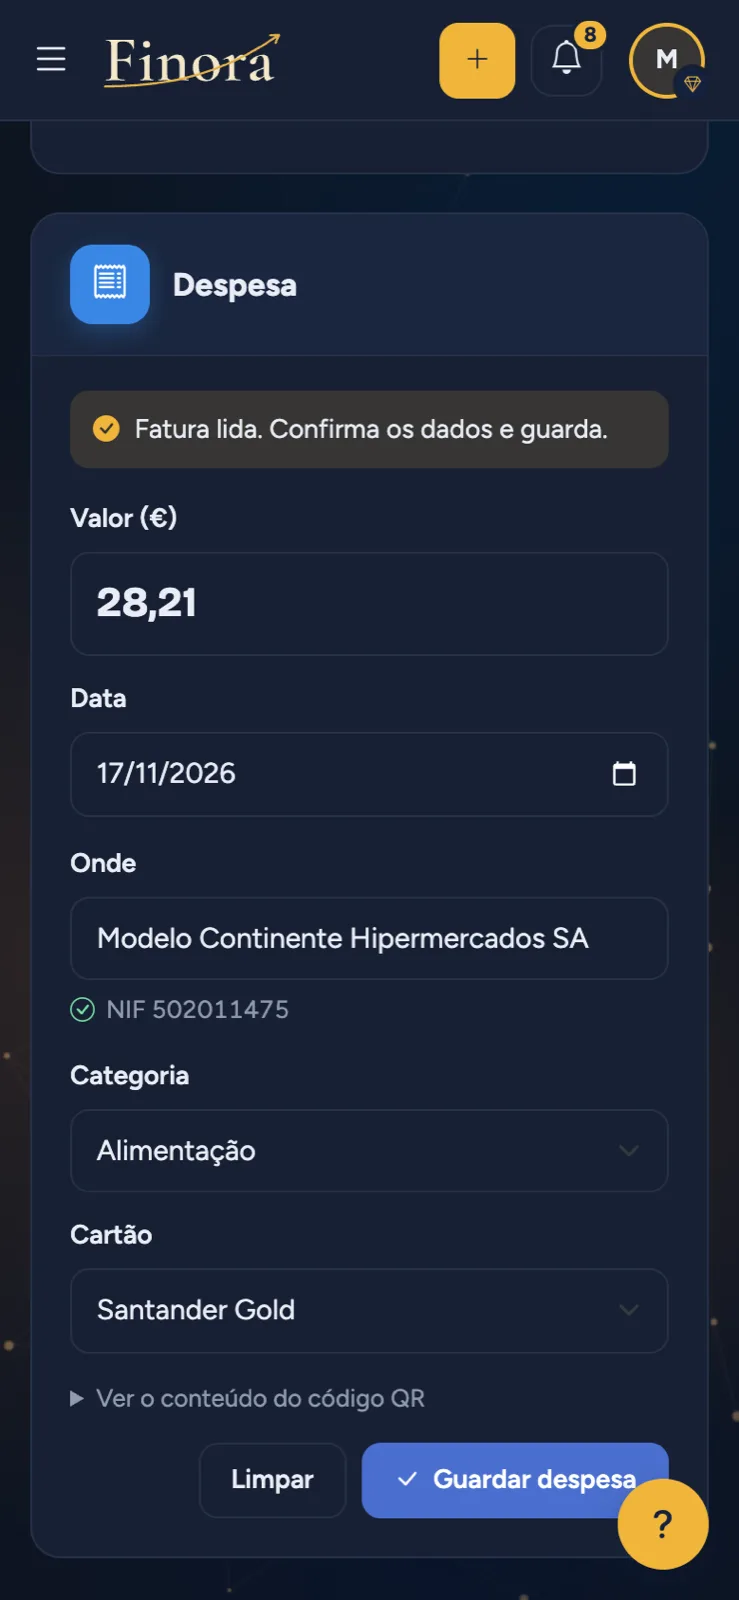 Finora
+
8
M
Despesa
Fatura lida. Confirma os dados e guarda.
Valor (€)
28,21
Data
17/11/2026
Onde
Modelo Continente Hipermercados SA
NIF 502011475
Categoria
Alimentação
Cartão
Santander Gold
Ver o conteúdo do código QR
Limpar
Guardar despesa
?